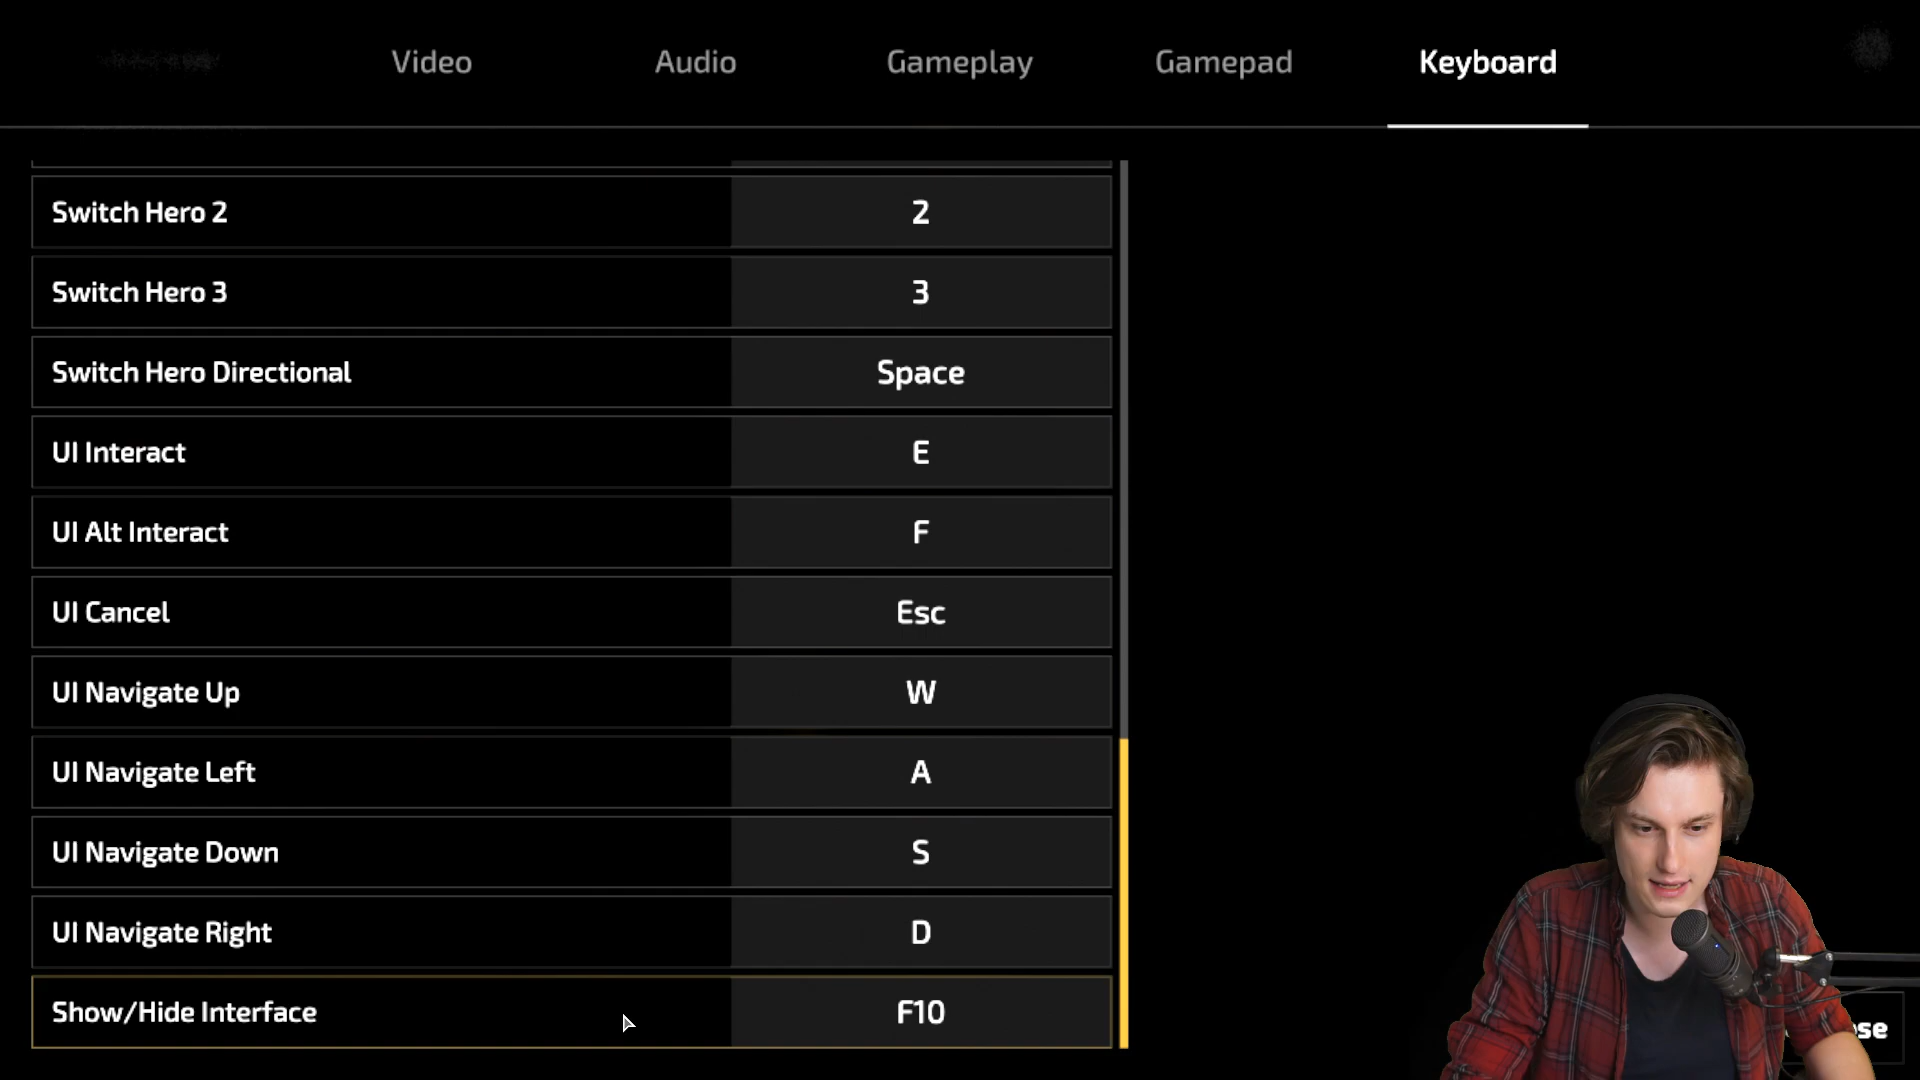 Video Audio Gameplay Gamepad Keyboard
Switch Hero 2 2
Switch Hero 3 3
Switch Hero Directional Space
UI Interact E
UI Alt Interact F
UI Cancel Esc
UI Navigate Up W
UI Navigate Left A
UI Navigate Down S
UI Navigate Right D
Show/Hide Interface F10